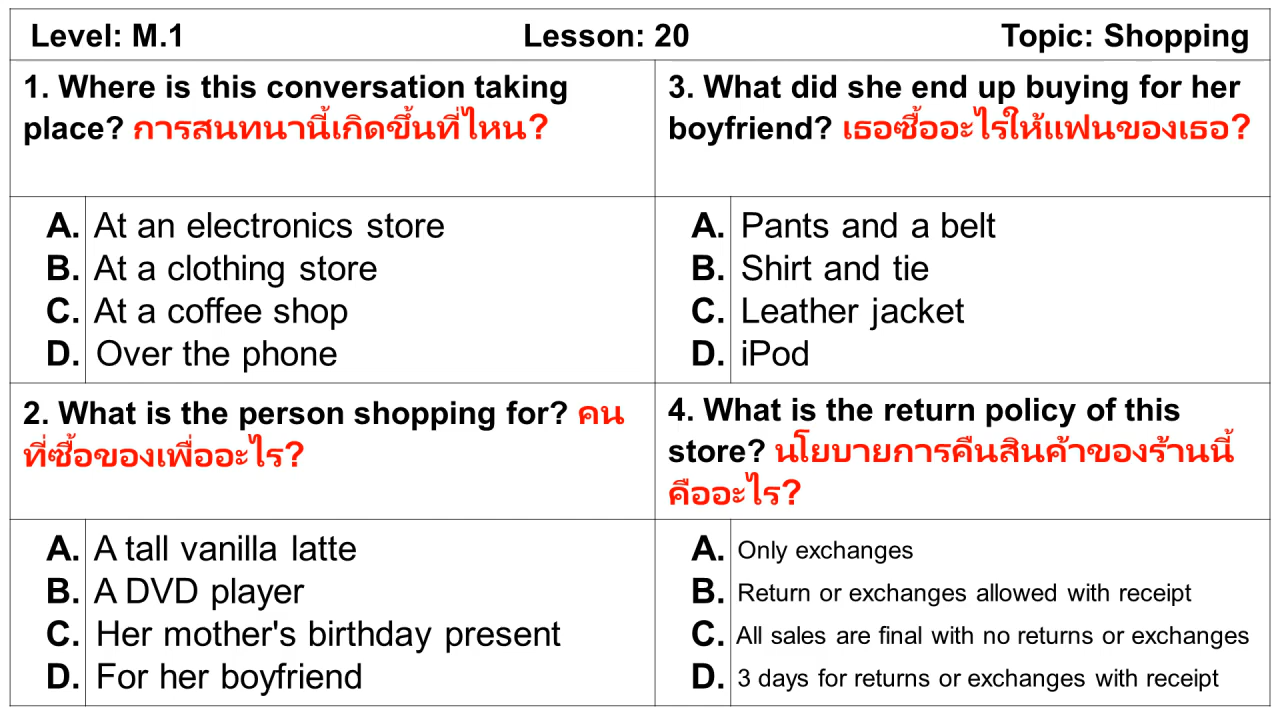 Level: M.1 Lesson: 20 Topic: Shopping
1. Where is this conversation taking
place? การสนทนานี้เกิดขึ้นที่ไหน?
A. At an electronics store
B. At a clothing store
C. At a coffee shop
D. Over the phone
2. What is the person shopping for? คน
ที่ซื้อของเพื่ออะไร?
A. A tall vanilla latte
B. A DVD player
C. Her mother's birthday present
D. For her boyfriend
3. What did she end up buying for her
boyfriend? เธอซื้ออะไรให้แฟนของเธอ?
A. Pants and a belt
B. Shirt and tie
C. Leather jacket
D. iPod
4. What is the return policy of this
store? นโยบายการคืนสินค้าของร้านนี้
คืออะไร?
A. Only exchanges
B. Return or exchanges allowed with receipt
C. All sales are final with no returns or exchanges
D. 3 days for returns or exchanges with receipt